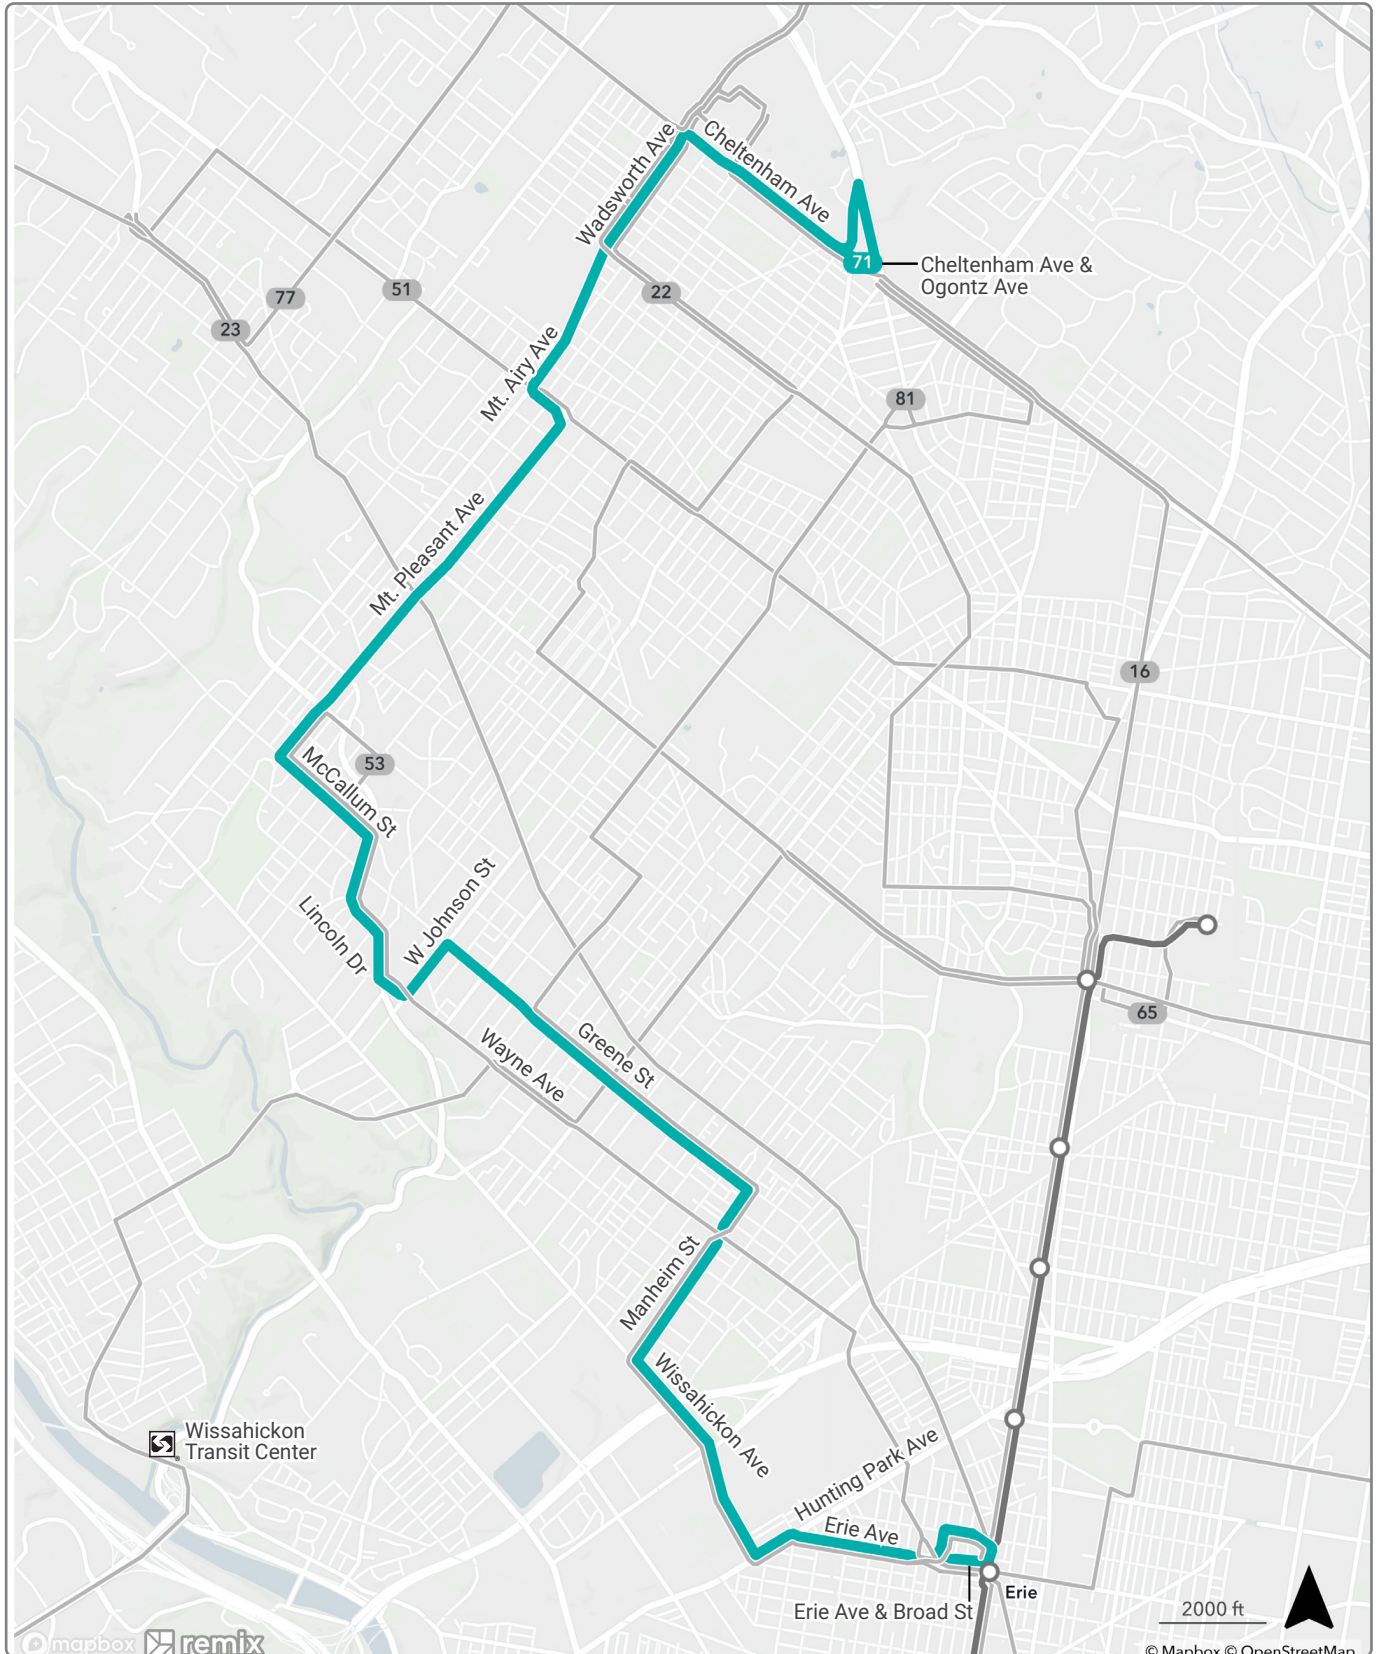 Wadsworth Ave
Cheltenham Ave
71
Cheltenham Ave &
Ogontz Ave
77
51
22
23
Mt. Airy Ave
81
Mt. Pleasant Ave
16
53
McCallum St
W Johnson St
Lincoln Dr
65
Greene St
Wayne Ave
Manheim St
Wissahickon Ave
Wissahickon
Transit Center
Hunting Park Ave
Erie Ave
Erie
Erie Ave & Broad St
2000 ft
mapbox
remix
© Mapbox © OpenStreetMap